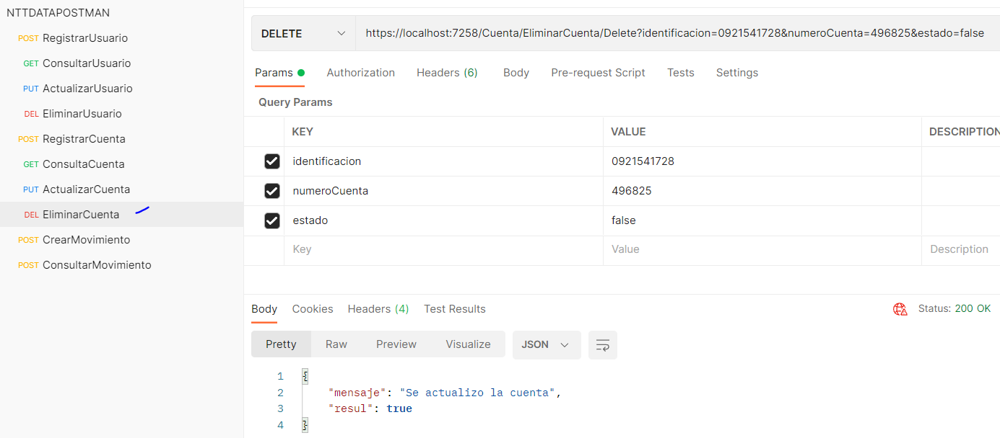 NTTDATAPOSTMAN
POST RegistrarUsuario
GET ConsultarUsuario
PUT ActualizarUsuario
DEL EliminarUsuario
POST RegistrarCuenta
GET ConsultaCuenta
PUT ActualizarCuenta
DEL EliminarCuenta
POST CrearMovimiento
POST ConsultarMovimiento
DELETE https://localhost:7258/Cuenta/EliminarCuenta/Delete?identificacion=0921541728&numeroCuenta=496825&estado=false
Params Authorization Headers (6) Body Pre-request Script Tests Settings
Query Params
KEY VALUE DESCRIPTION
identificacion 0921541728
numeroCuenta 496825
estado false
Key Value Description
Body Cookies Headers (4) Test Results Status: 200 OK
Pretty Raw Preview Visualize JSON
1 {
2 "mensaje": "Se actualizo la cuenta",
3 "resul": true
4 }